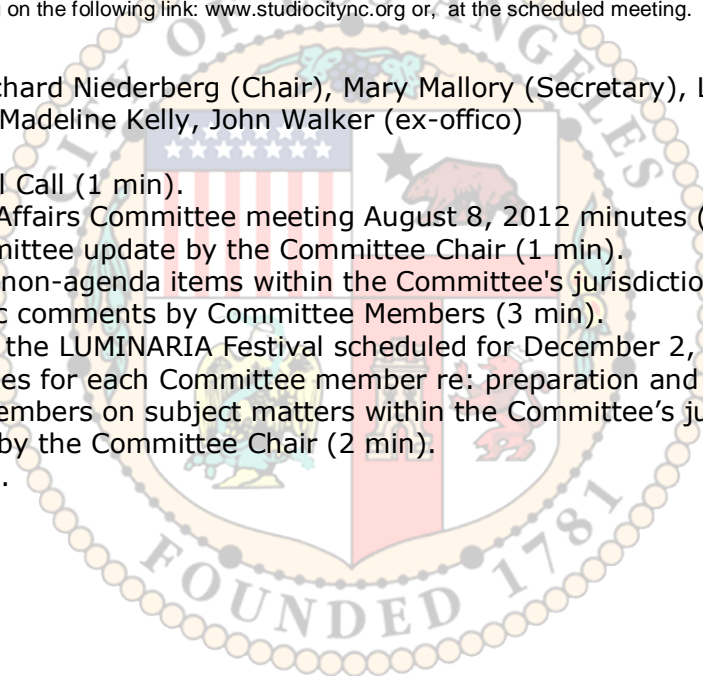 on the following link: www.studiocitync.org or, at the scheduled meeting.
chard Niederberg (Chair), Mary Mallory (Secretary), L
Madeline Kelly, John Walker (ex-offico)
l Call (1 min).
Affairs Committee meeting August 8, 2012 minutes (
mittee update by the Committee Chair (1 min).
non-agenda items within the Committee's jurisdictio
c comments by Committee Members (3 min).
the LUMINARIA Festival scheduled for December 2,
es for each Committee member re: preparation and
embers on subject matters within the Committee’s ju
by the Committee Chair (2 min).
.
CITY OF LOS ANGELES
FOUNDED 1781